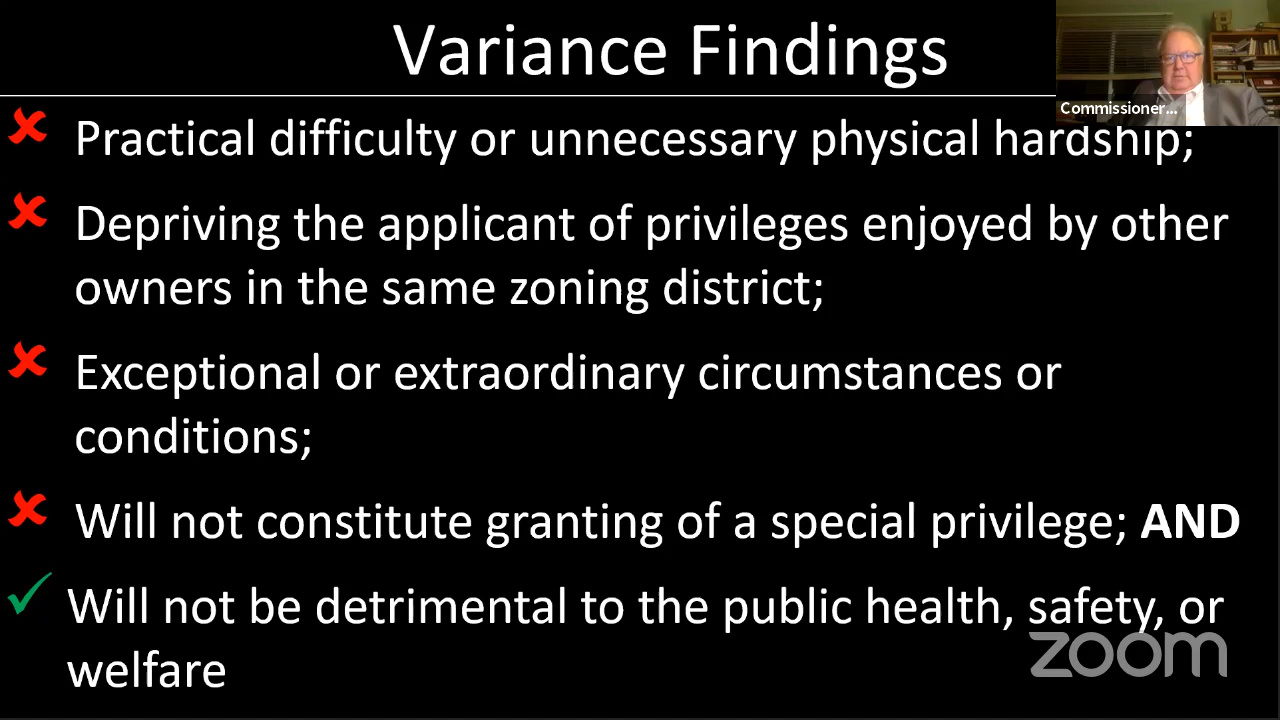 Variance Findings
Commissioner...
Practical difficulty or unnecessary physical hardship;
Depriving the applicant of privileges enjoyed by other
owners in the same zoning district;
Exceptional or extraordinary circumstances or
conditions;
Will not constitute granting of a special privilege; AND
Will not be detrimental to the public health, safety, or
welfare
zoom